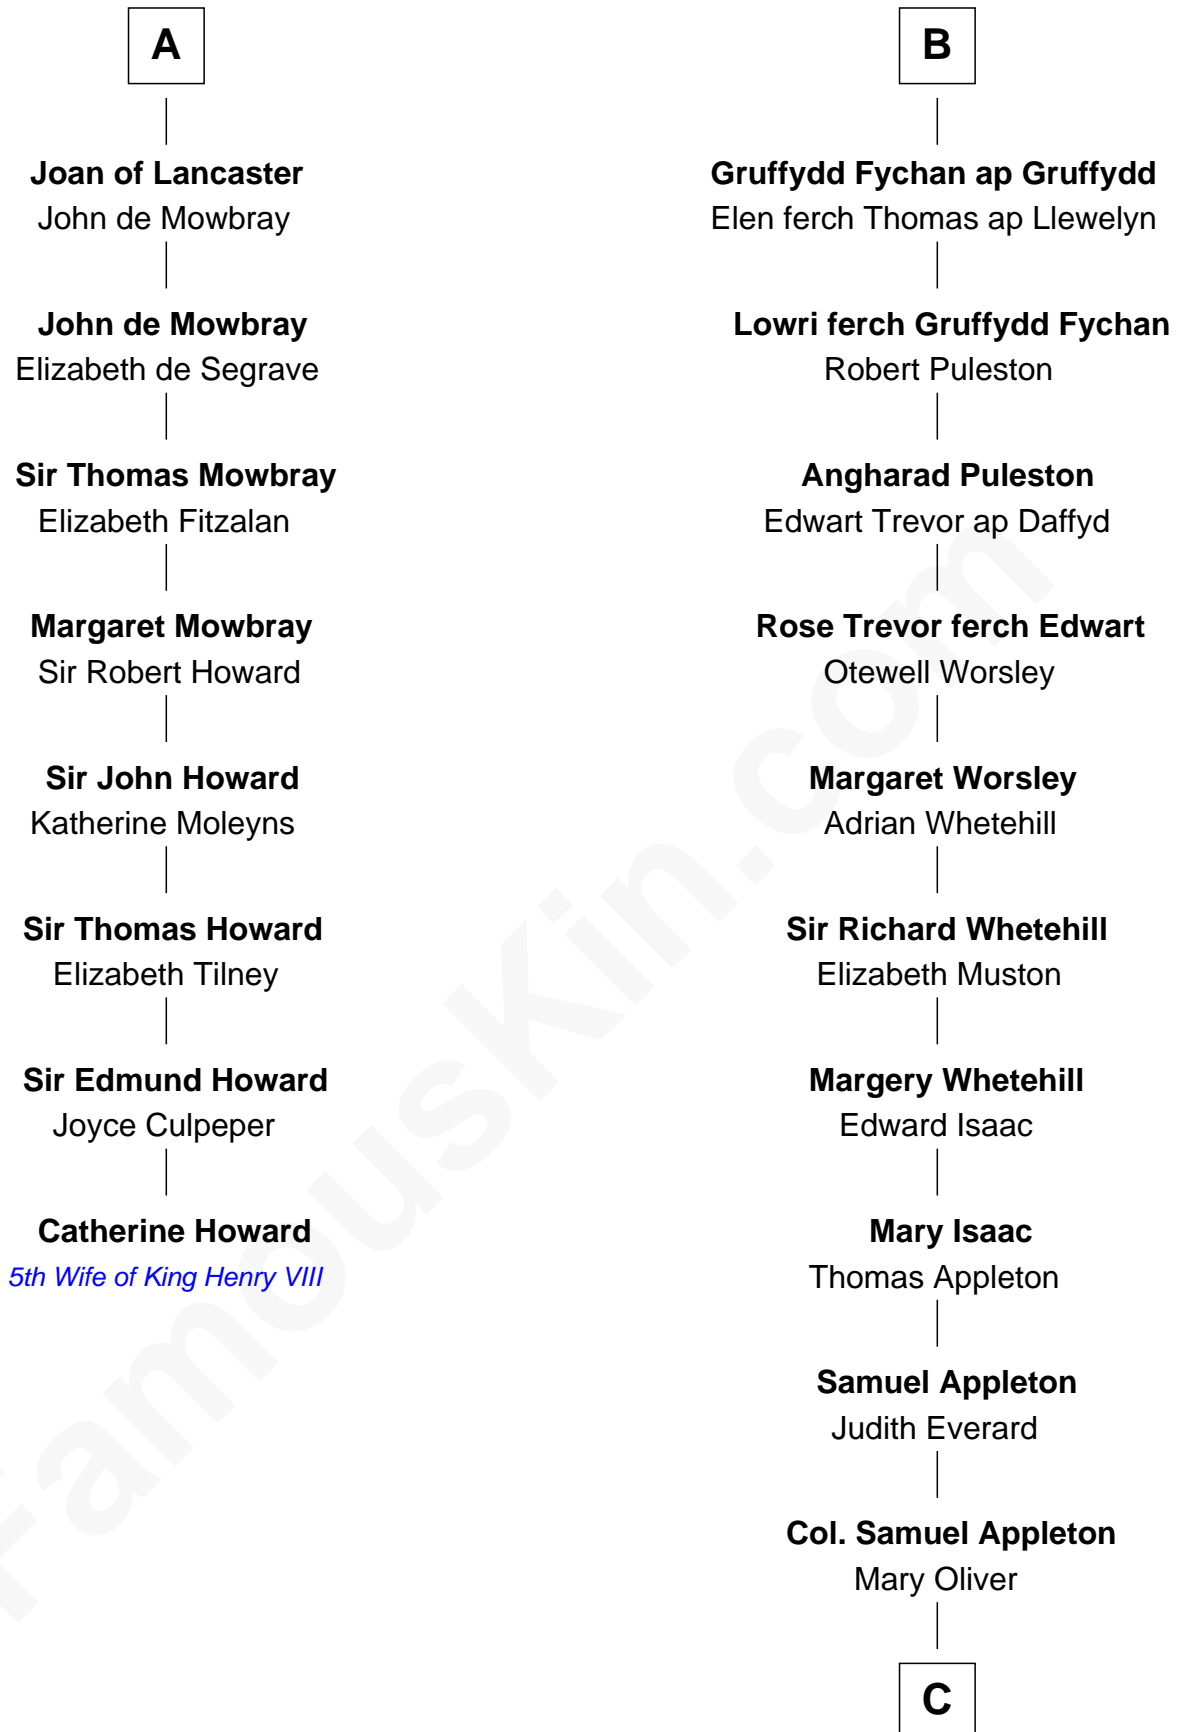 A
Joan of Lancaster
John de Mowbray
John de Mowbray
Elizabeth de Segrave
Sir Thomas Mowbray
Elizabeth Fitzalan
Margaret Mowbray
Sir Robert Howard
Sir John Howard
Katherine Moleyns
Sir Thomas Howard
Elizabeth Tilney
Sir Edmund Howard
Joyce Culpeper
Catherine Howard
5th Wife of King Henry VIII
B
Gruffydd Fychan ap Gruffydd
Elen ferch Thomas ap Llewelyn
Lowri ferch Gruffydd Fychan
Robert Puleston
Angharad Puleston
Edwart Trevor ap Daffyd
Rose Trevor ferch Edwart
Otewell Worsley
Margaret Worsley
Adrian Whetehill
Sir Richard Whetehill
Elizabeth Muston
Margery Whetehill
Edward Isaac
Mary Isaac
Thomas Appleton
Samuel Appleton
Judith Everard
Col. Samuel Appleton
Mary Oliver
C
FamousKin.com